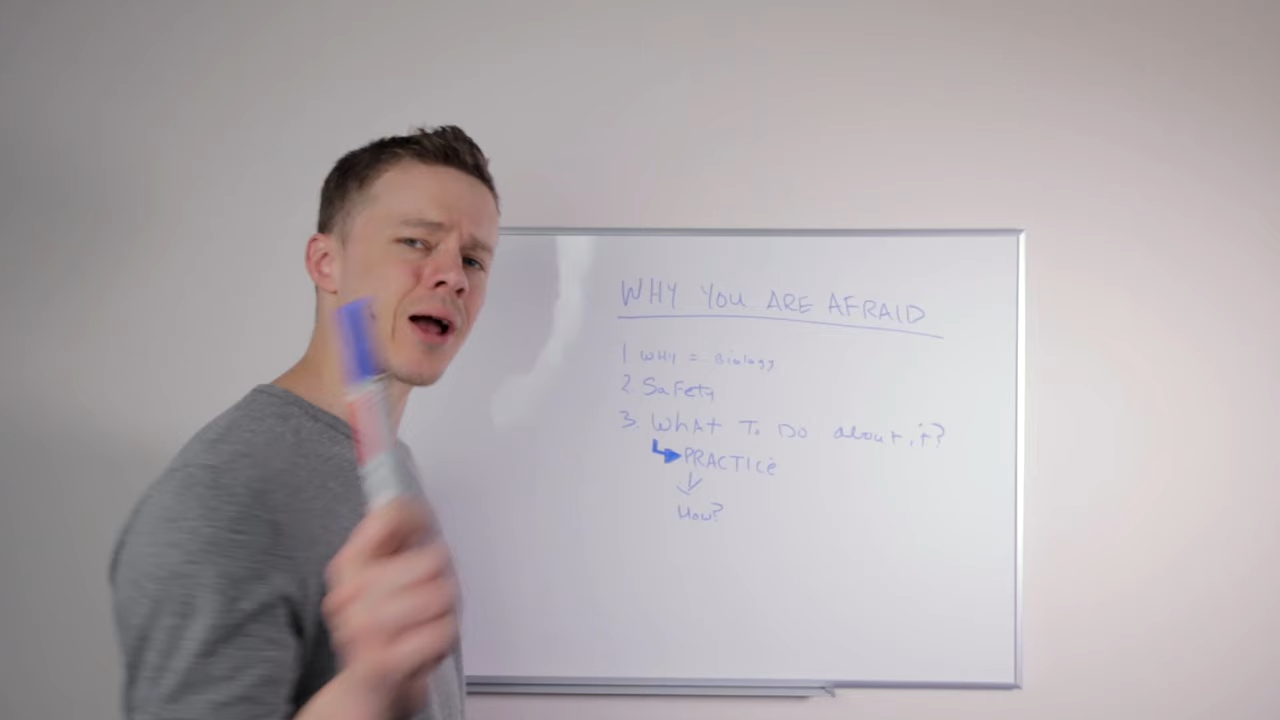 WHY YOU ARE AFRAID
1 WHY = Biology
2 Safety
3. WHAT To Do about it?
PRACTICE
How?